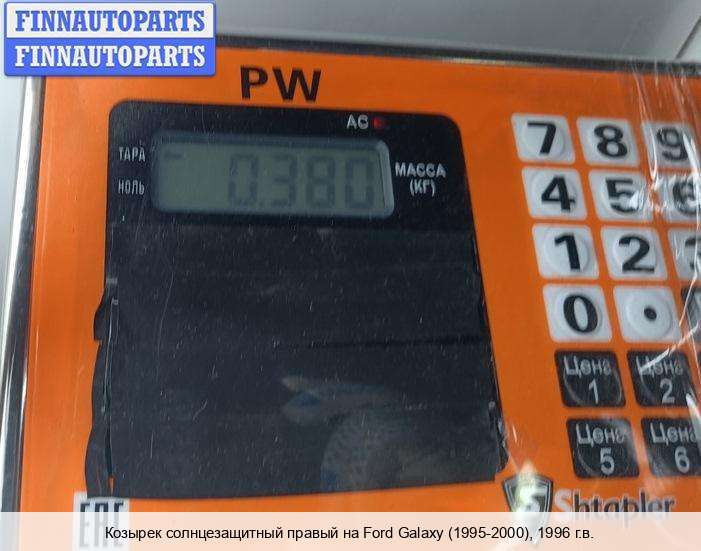 FINNAUTOPARTS
FINNAUTOPARTS
PW
AC
ТАРА
НОЛЬ
0.380
МАССА
(КГ)
7 8 9
4 5 6
1 2
0 •
Цена 1
Цена 2
Цена 5
Цена 6
S Shtapler
EAC
Козырек солнцезащитный правый на Ford Galaxy (1995-2000), 1996 г.в.